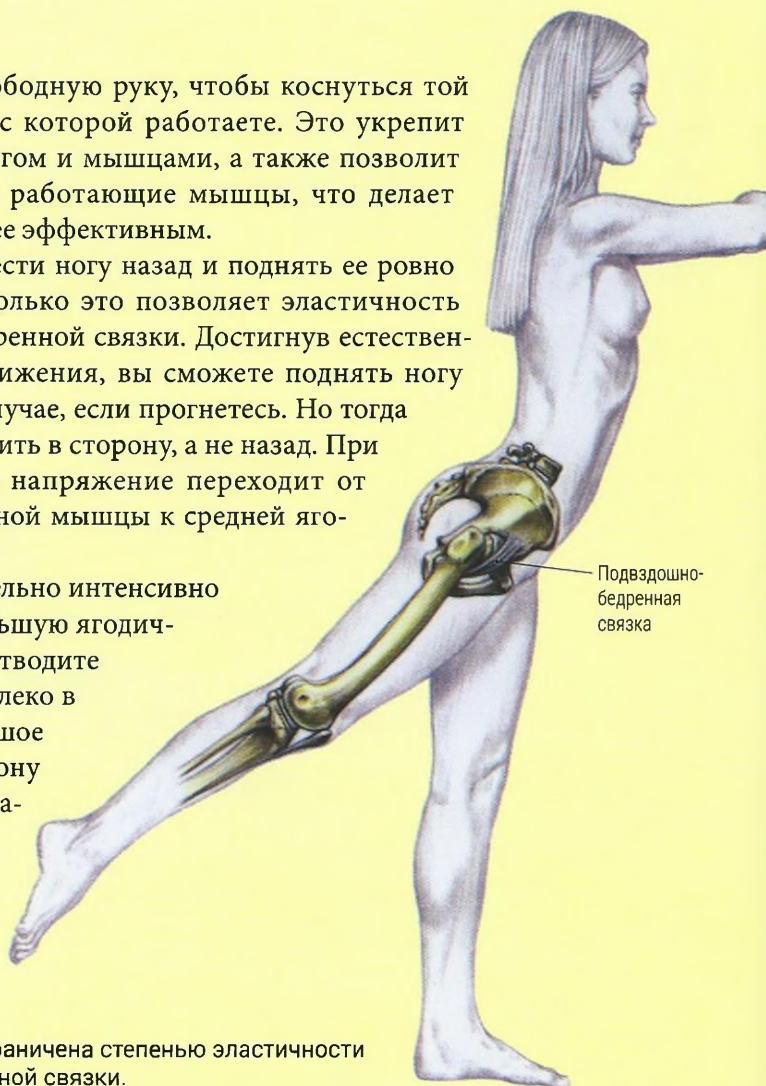 бодную руку, чтобы коснуться той
с которой работаете. Это укрепит
гом и мышцами, а также позволит
работающие мышцы, что делает
ее эффективным.
ести ногу назад и поднять ее ровно
олько это позволяет эластичность
ренной связки. Достигнув естествен-
ижения, вы сможете поднять ногу
лучае, если прогнетесь. Но тогда
ить в сторону, а не назад. При
напряжение переходит от
ной мышцы к средней яго-
ельно интенсивно
ьшую ягодич-
тводите
леко в
шое
ону
а-
Подвздошно-
бедренная
связка
раничена степенью эластичности
ной связки.